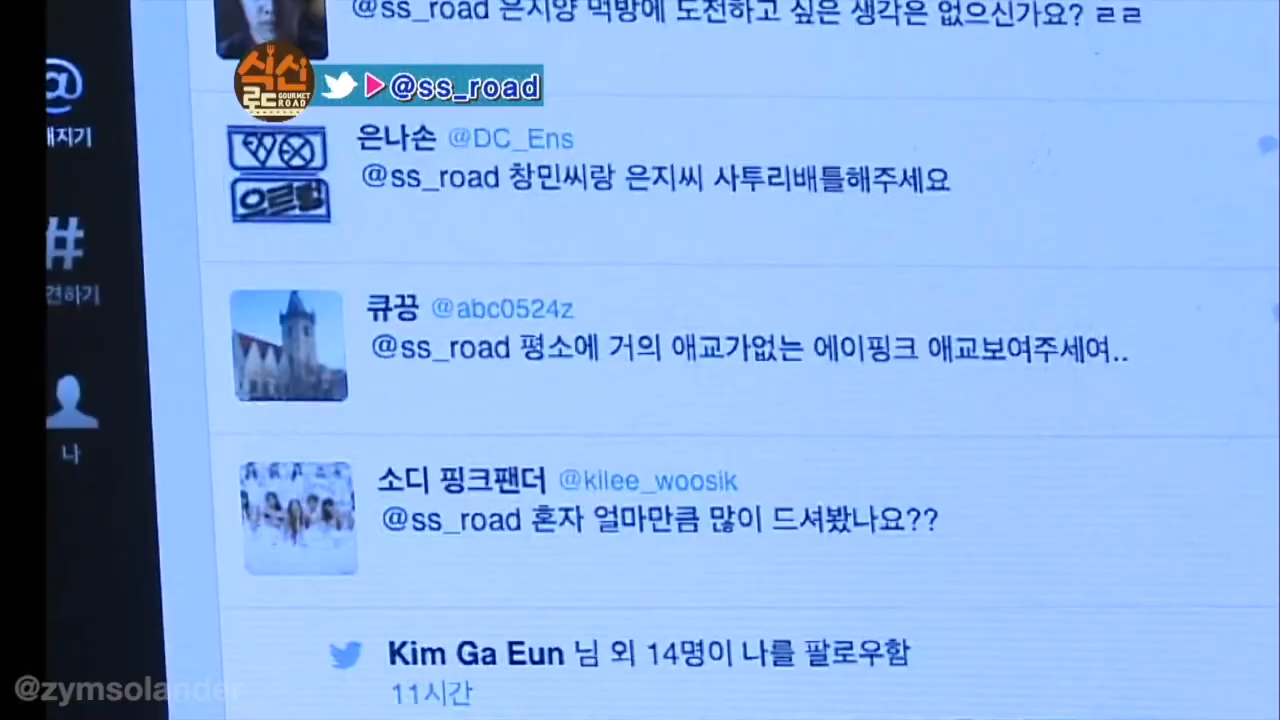 @ss_road 은지양 먹방에 도전하고 싶은 생각은 없으신가요? ㄹㄹ
식신
로드 GOURMET ROAD
@ss_road
@
해지기
은나손 @DC_Ens
@ss_road 창민씨랑 은지씨 사투리배틀해주세요
EXO
으르렁
#
견하기
큐끙 @abc0524z
@ss_road 평소에 거의 애교가없는 에이핑크 애교보여주세여..
나
소디 핑크팬더 @kilee_woosik
@ss_road 혼자 얼마만큼 많이 드셔봤나요??
Kim Ga Eun 님 외 14명이 나를 팔로우함
11시간
@zymsolander